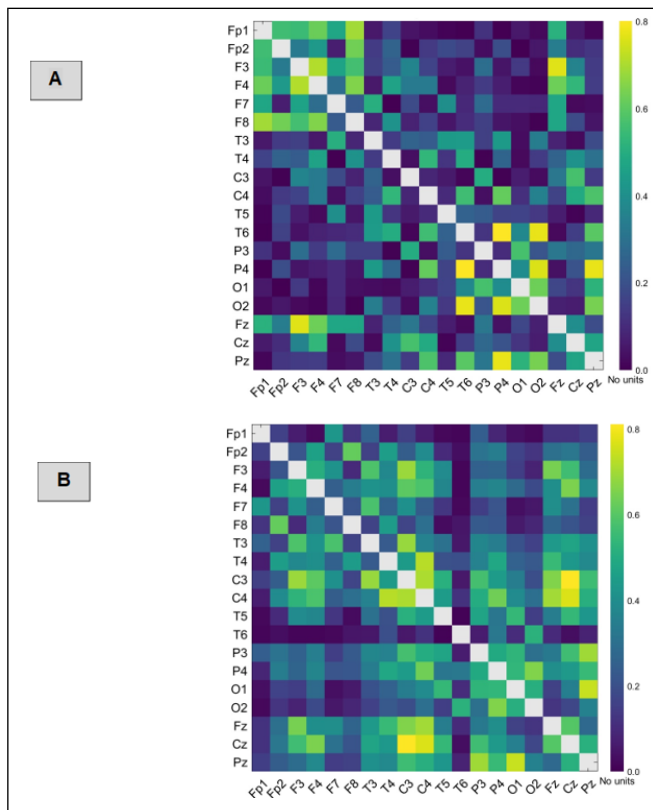 A
Fp1
Fp2
F3
F4
F7
F8
T3
T4
C3
C4
T5
T6
P3
P4
O1
O2
Fz
Cz
Pz
Fp1 Fp2 F3 F4 F7 F8 T3 T4 C3 C4 T5 T6 P3 P4 O1 O2 Fz Cz Pz
0.8
0.6
0.4
0.2
0.0
No units
B
Fp1
Fp2
F3
F4
F7
F8
T3
T4
C3
C4
T5
T6
P3
P4
O1
O2
Fz
Cz
Pz
Fp1 Fp2 F3 F4 F7 F8 T3 T4 C3 C4 T5 T6 P3 P4 O1 O2 Fz Cz Pz
0.8
0.6
0.4
0.2
0.0
No units